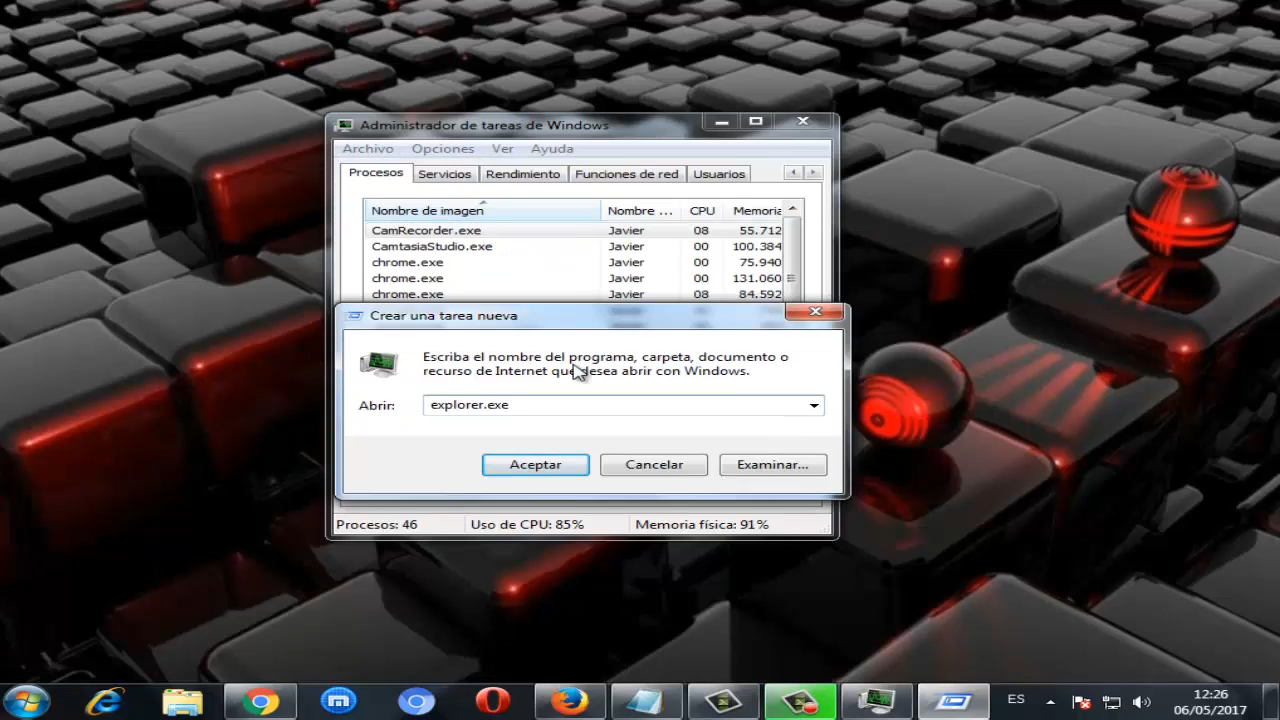 Administrador de tareas de Windows
Archivo Opciones Ver Ayuda
Procesos Servicios Rendimiento Funciones de red Usuarios
Nombre de imagen Nombre ... CPU Memoria
CamRecorder.exe Javier 08 55.712
CamtasiaStudio.exe Javier 00 100.384
chrome.exe Javier 00 75.940
chrome.exe Javier 00 131.060
chrome.exe Javier 08 84.592
Crear una tarea nueva
Escriba el nombre del programa, carpeta, documento o
recurso de Internet que desea abrir con Windows.
Abrir: explorer.exe
Aceptar Cancelar Examinar...
Procesos: 46 Uso de CPU: 85% Memoria física: 91%
ES 12:26
06/05/2017